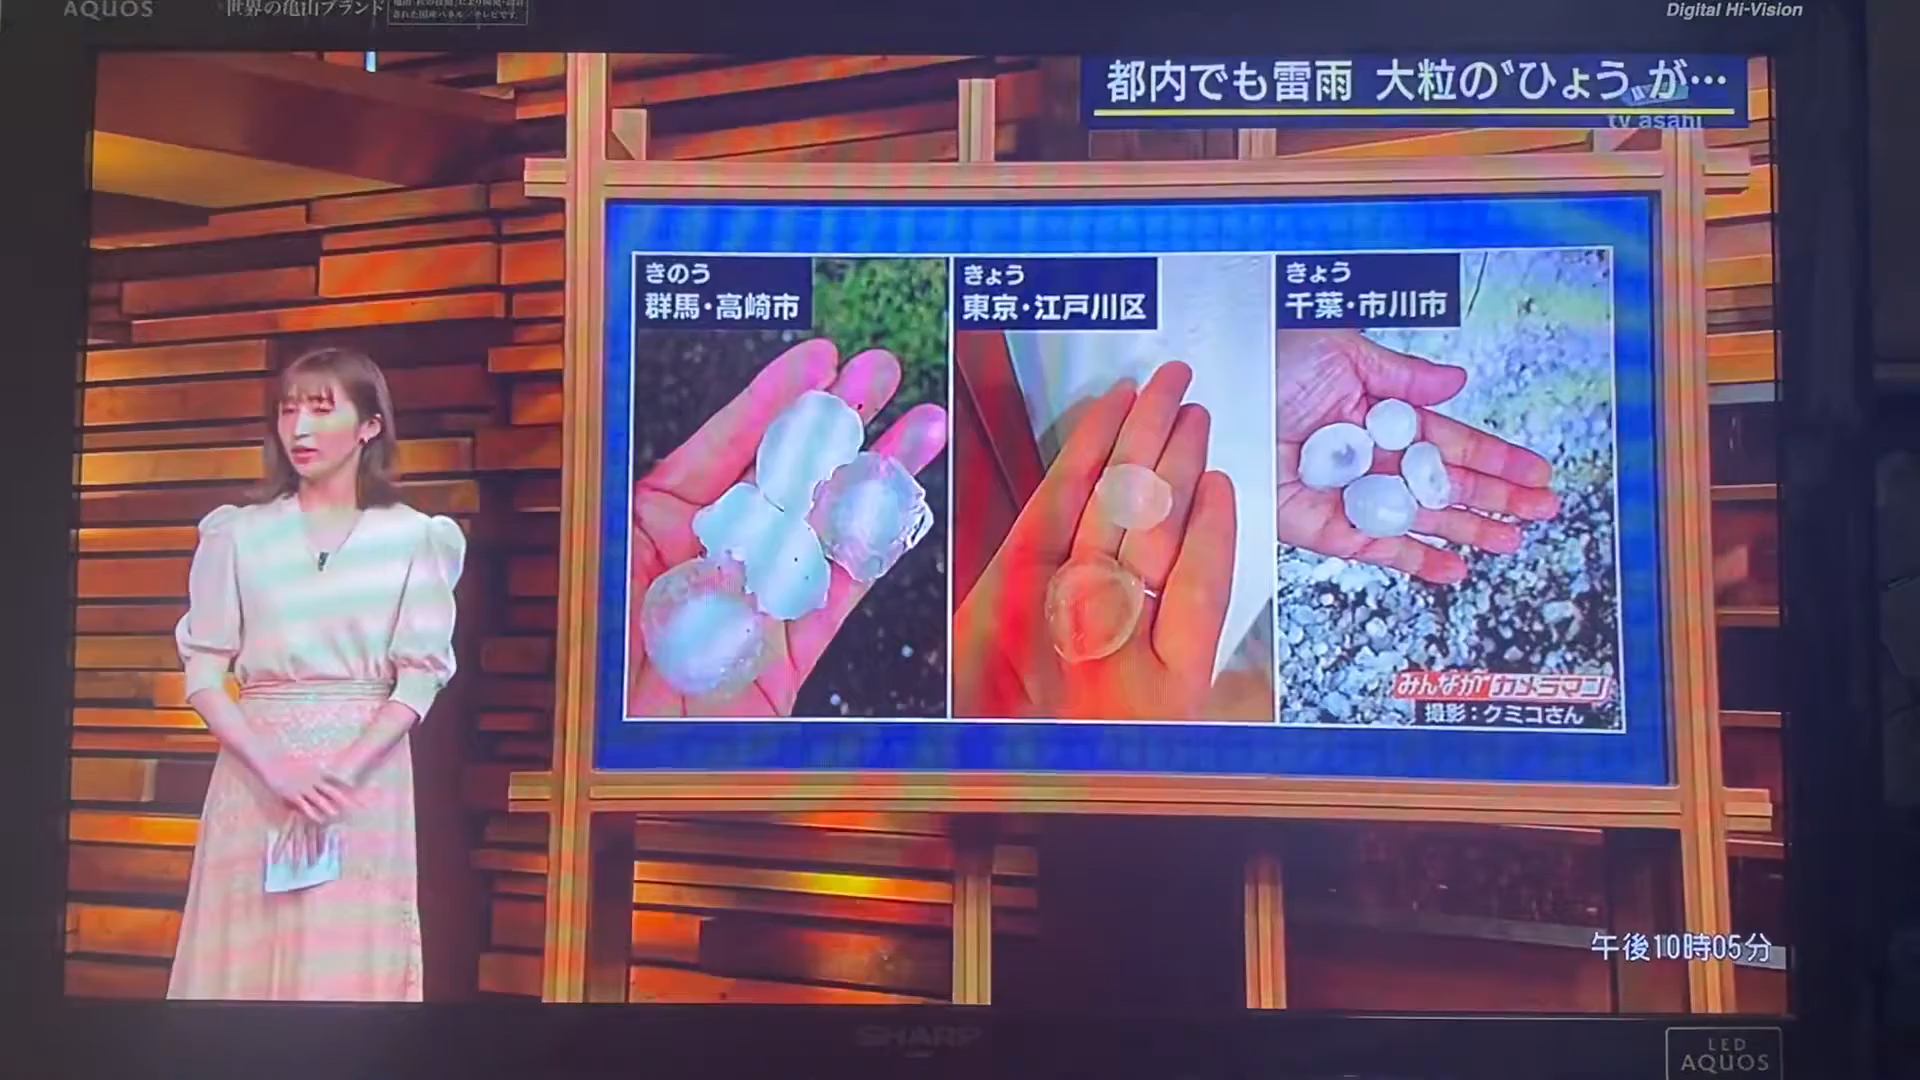 AQUOS
世界の亀山ブランド
Digital Hi-Vision
都内でも雷雨 大粒の〝ひょう〟が…
tv asahi
きのう
群馬・高崎市
きょう
東京・江戸川区
きょう
千葉・市川市
みんながカメラマン
撮影:クミコさん
午後10時05分
SHARP
LED
AQUOS